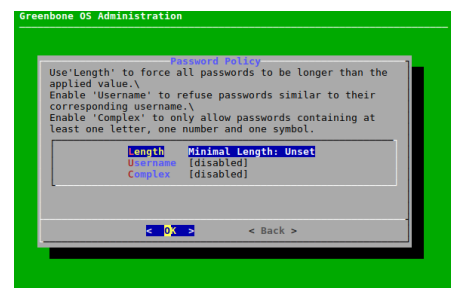 Greenbone OS Administration
Password Policy
Use'Length' to force all passwords to be longer than the
applied value.\
Enable 'Username' to refuse passwords similar to their
corresponding username.\
Enable 'Complex' to only allow passwords containing at
least one letter, one number and one symbol.
Length Minimal Length: Unset
Username [disabled]
Complex [disabled]
< OK > < Back >